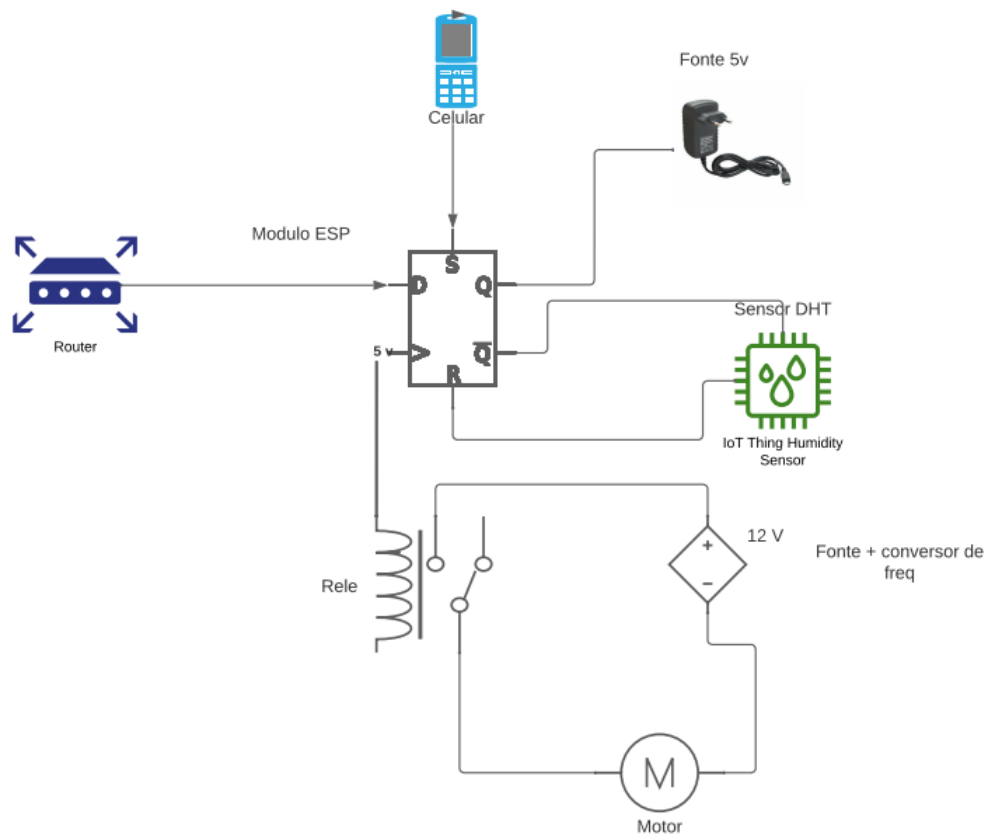 Celular
Fonte 5v
Modulo ESP
Router
S
D
Q
5 v
Q
R
Sensor DHT
IoT Thing Humidity
Sensor
Rele
+
−
12 V
Fonte + conversor de
freq
M
Motor